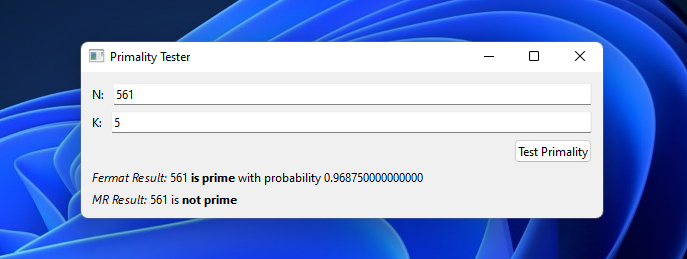 Primality Tester
N: 561
K: 5
Test Primality
Fermat Result: 561 is prime with probability 0.968750000000000
MR Result: 561 is not prime